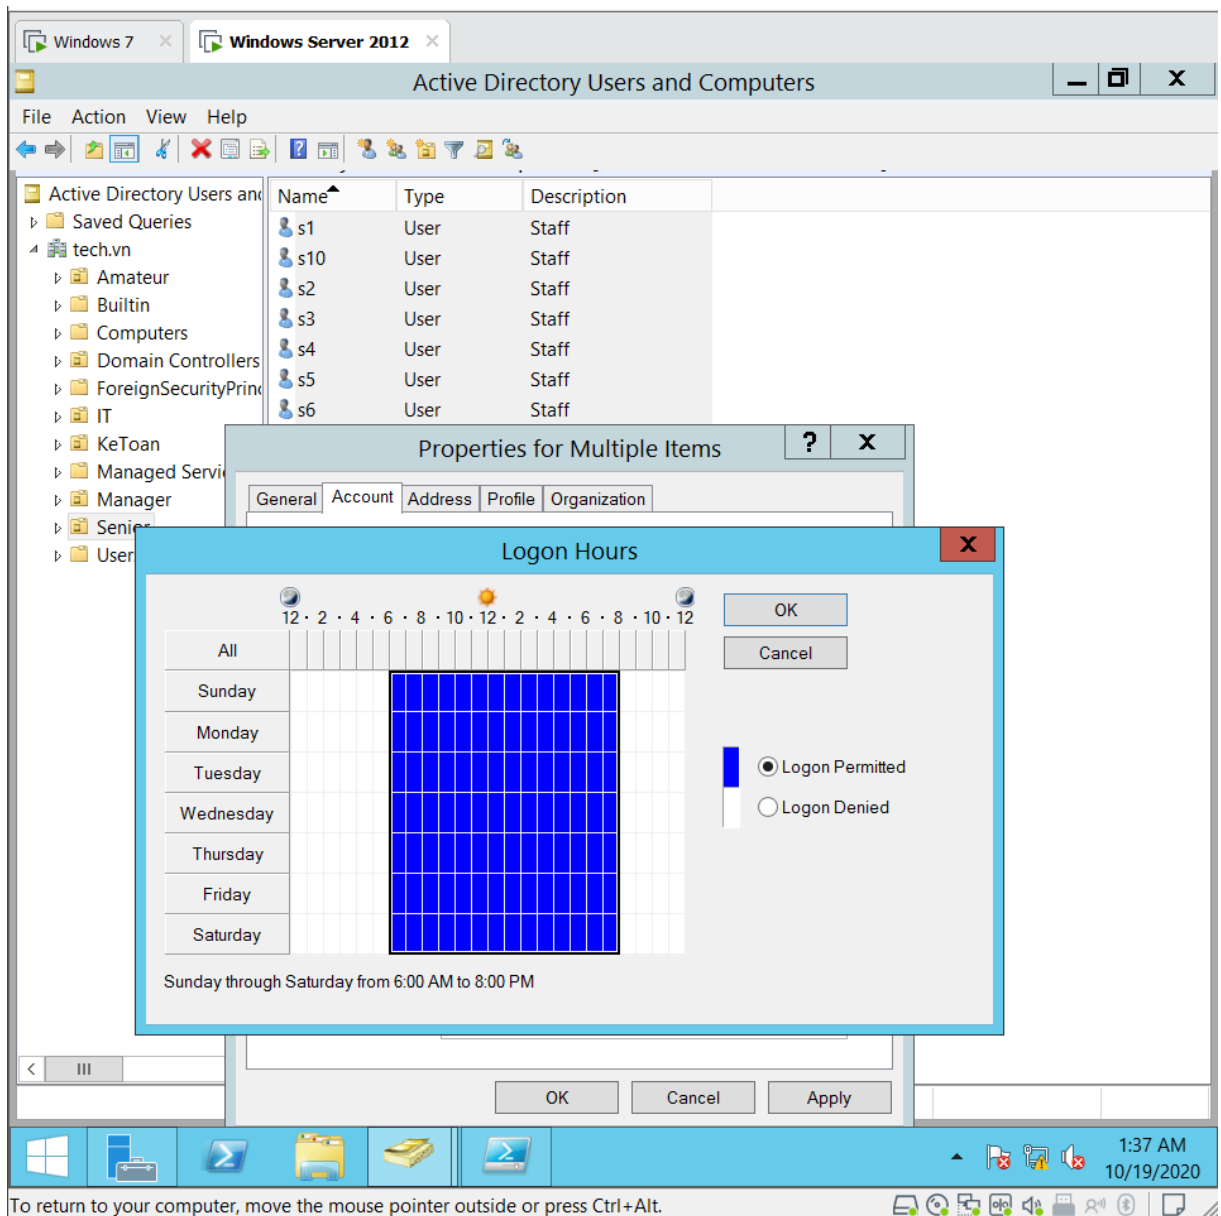 Windows 7
Windows Server 2012
Active Directory Users and Computers
File Action View Help
Active Directory Users and
Name Type Description
Saved Queries
s1 User Staff
tech.vn
s10 User Staff
Amateur
s2 User Staff
Builtin
s3 User Staff
Computers
s4 User Staff
Domain Controllers
s5 User Staff
ForeignSecurityPrinc
s6 User Staff
IT
KeToan
Managed Servi
Manager
Senior
User
Properties for Multiple Items
General Account Address Profile Organization
Logon Hours
12 · 2 · 4 · 6 · 8 · 10 · 12 · 2 · 4 · 6 · 8 · 10 · 12
OK
Cancel
All
Sunday
Monday
Tuesday
Wednesday
Thursday
Friday
Saturday
Logon Permitted
Logon Denied
Sunday through Saturday from 6:00 AM to 8:00 PM
OK Cancel Apply
1:37 AM
10/19/2020
To return to your computer, move the mouse pointer outside or press Ctrl+Alt.